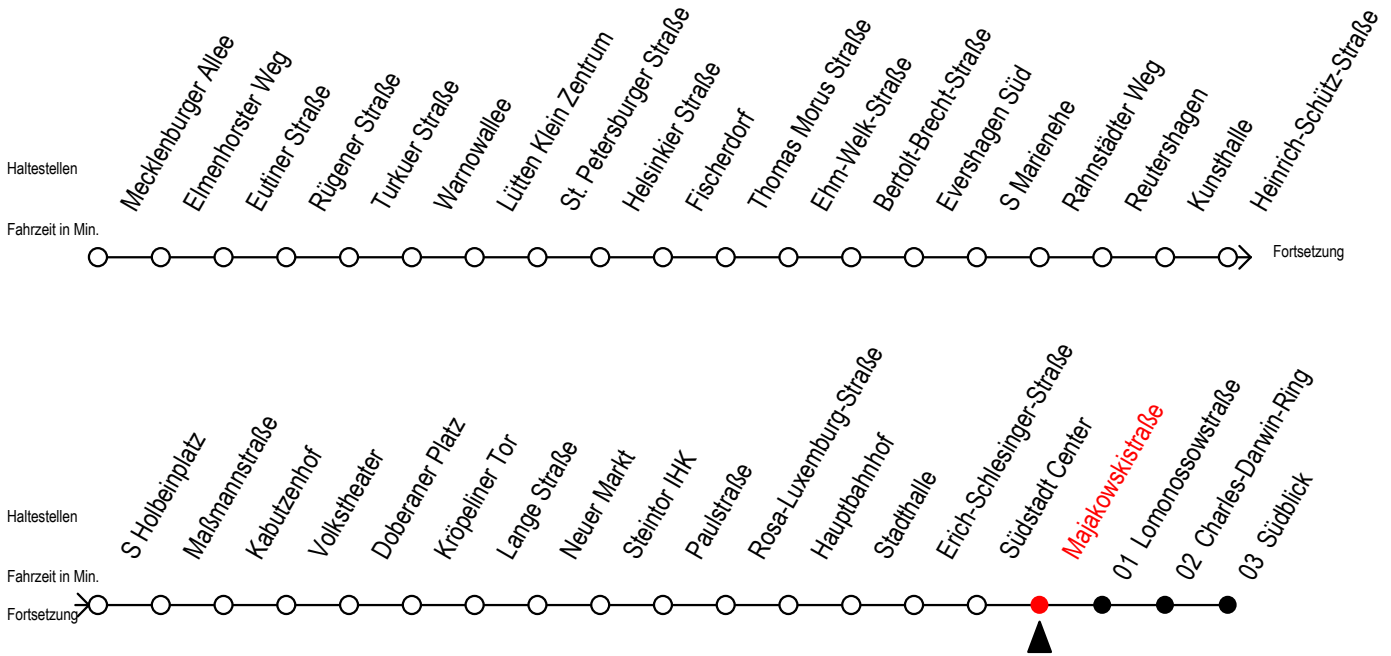 Haltestellen
Mecklenburger Allee
Elmenhorster Weg
Eutiner Straße
Rügener Straße
Turkuer Straße
Warnowallee
Lütten Klein Zentrum
St. Petersburger Straße
Helsinkier Straße
Fischerdorf
Thomas Morus Straße
Ehm-Welk-Straße
Bertolt-Brecht-Straße
Evershagen Süd
S Marienehe
Rahnstädter Weg
Reutershagen
Kunsthalle
Heinrich-Schütz-Straße
Fahrzeit in Min.
Fortsetzung
Haltestellen
S Holbeinplatz
Maßmannstraße
Kabutzenhof
Volkstheater
Doberaner Platz
Kröpeliner Tor
Lange Straße
Neuer Markt
Steintor IHK
Paulstraße
Rosa-Luxemburg-Straße
Hauptbahnhof
Stadthalle
Erich-Schlesinger-Straße
Südstadt Center
Majakowskistraße
01 Lomonossowstraße
02 Charles-Darwin-Ring
03 Südblick
Fahrzeit in Min.
Fortsetzung